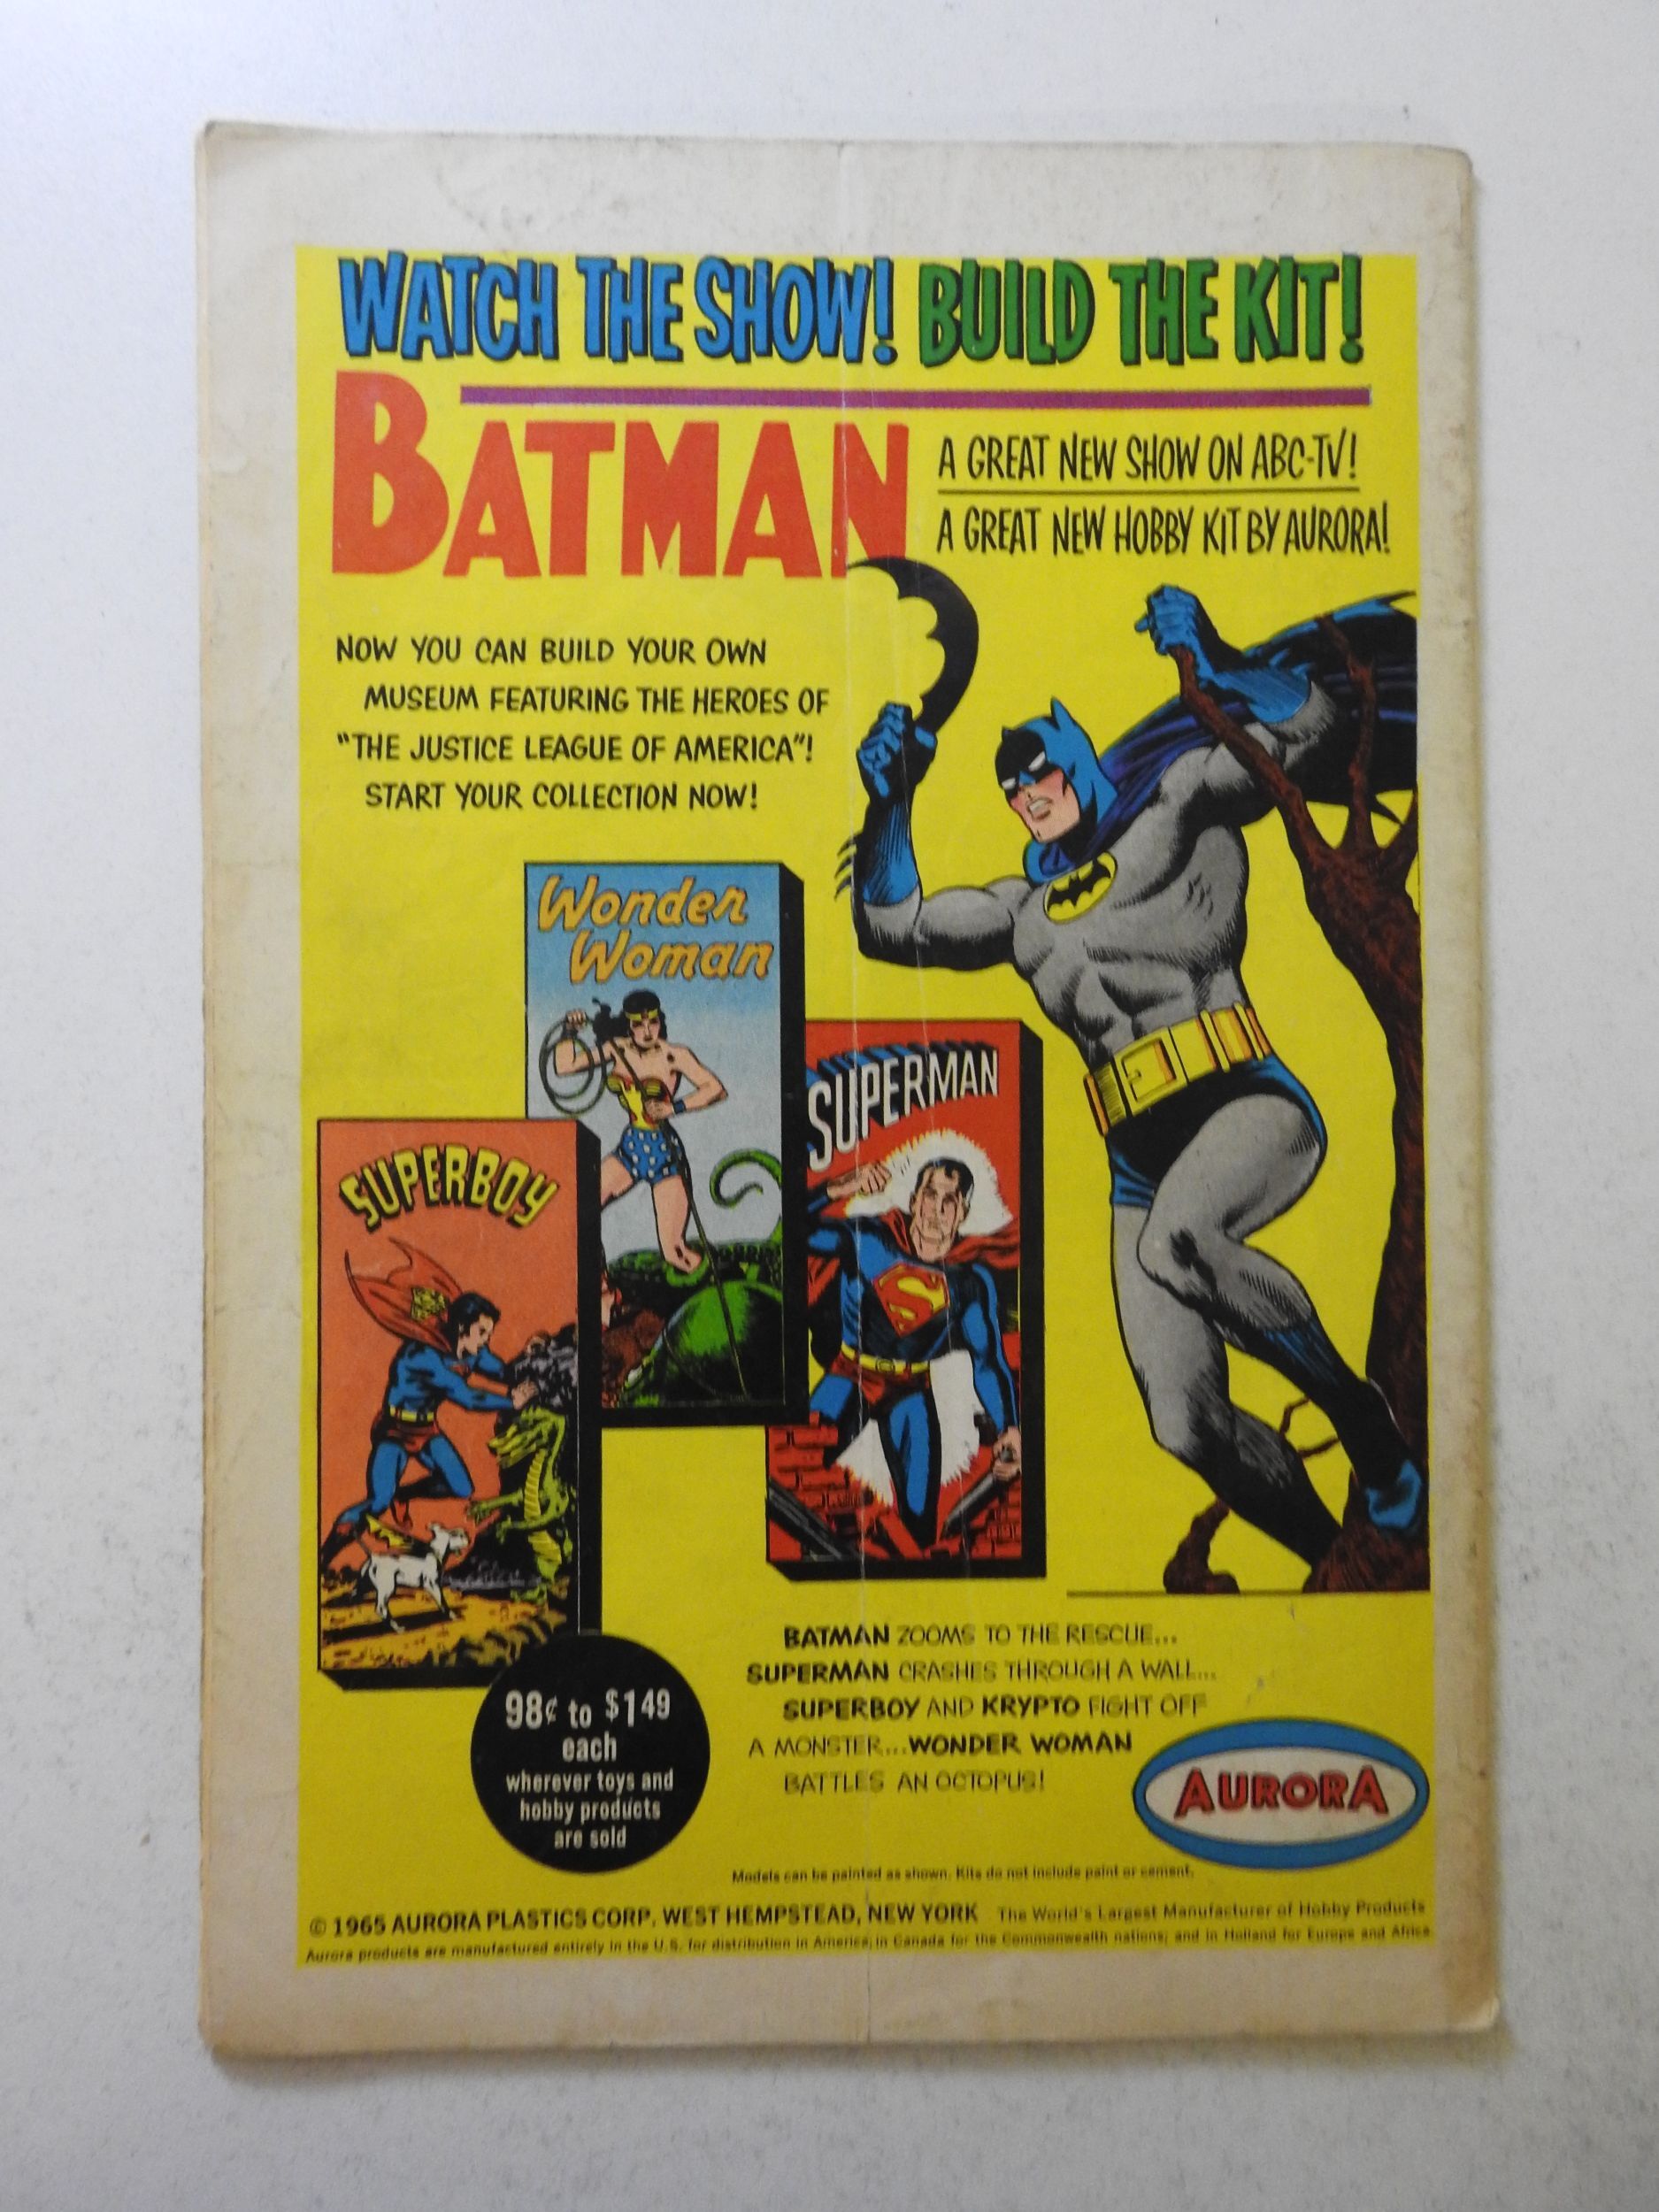 WATCH THE SHOW! BUILD THE KIT!
BATMAN
A GREAT NEW SHOW ON ABC-TV!
A GREAT NEW HOBBY KIT BY AURORA!
NOW YOU CAN BUILD YOUR OWN
MUSEUM FEATURING THE HEROES OF
"THE JUSTICE LEAGUE OF AMERICA"!
START YOUR COLLECTION NOW!
Wonder
Woman
SUPERMAN
SUPERBOY
BATMAN ZOOMS TO THE RESCUE...
SUPERMAN CRASHES THROUGH A WALL...
SUPERBOY AND KRYPTO FIGHT OFF
A MONSTER...WONDER WOMAN
BATTLES AN OCTOPUS!
98¢ to $1.49
each
wherever toys and
hobby products
are sold
AURORA
Models can be painted as shown. Kits do not include paint or cement.
© 1965 AURORA PLASTICS CORP. WEST HEMPSTEAD, NEW YORK The World's Largest Manufacturer of Hobby Products
Aurora products are manufactured entirely in the U.S. for distribution in America; in Canada for the Commonwealth nations; and in Holland for Europe and Africa.